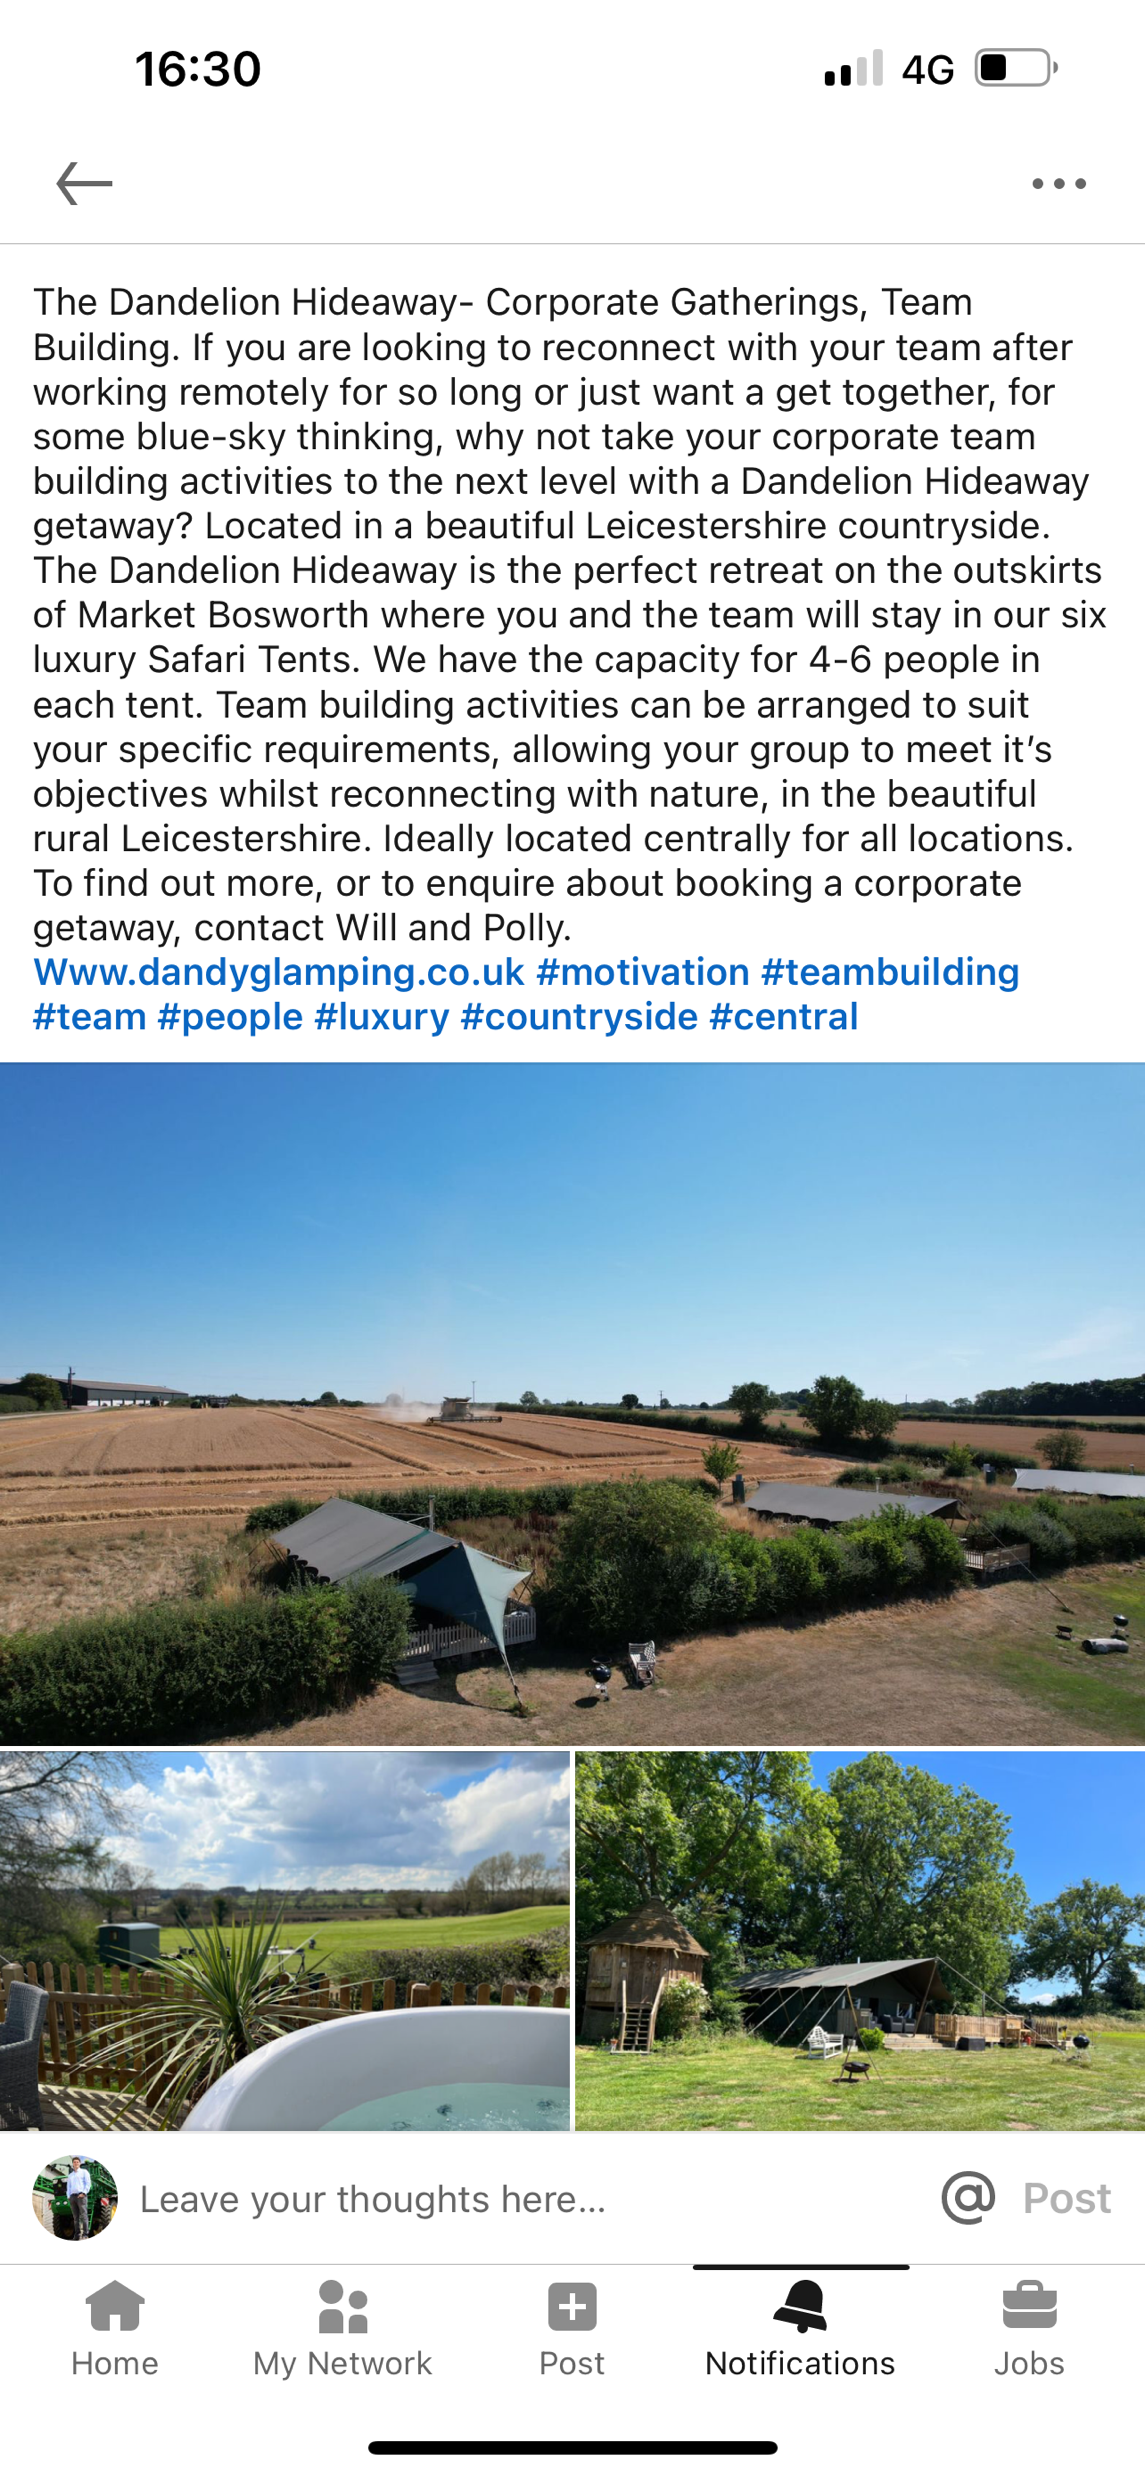 16:30
4G
The Dandelion Hideaway- Corporate Gatherings, Team
Building. If you are looking to reconnect with your team after
working remotely for so long or just want a get together, for
some blue-sky thinking, why not take your corporate team
building activities to the next level with a Dandelion Hideaway
getaway? Located in a beautiful Leicestershire countryside.
The Dandelion Hideaway is the perfect retreat on the outskirts
of Market Bosworth where you and the team will stay in our six
luxury Safari Tents. We have the capacity for 4-6 people in
each tent. Team building activities can be arranged to suit
your specific requirements, allowing your group to meet it’s
objectives whilst reconnecting with nature, in the beautiful
rural Leicestershire. Ideally located centrally for all locations.
To find out more, or to enquire about booking a corporate
getaway, contact Will and Polly.
Www.dandyglamping.co.uk #motivation #teambuilding
#team #people #luxury #countryside #central
Leave your thoughts here...
@ Post
Home
My Network
Post
Notifications
Jobs